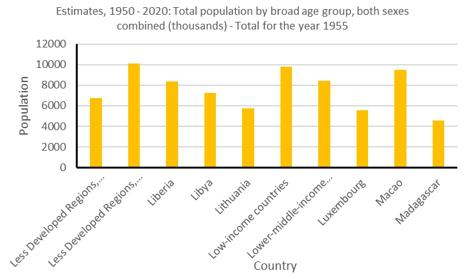 Estimates, 1950 - 2020: Total population by broad age group, both sexes
combined (thousands) - Total for the year 1955
12000
10000
8000
6000
4000
2000
0
Population
Less Developed Regions,...
Less Developed Regions,...
Liberia
Libya
Lithuania
Low-income countries
Lower-middle-income...
Luxembourg
Macao
Madagascar
Country